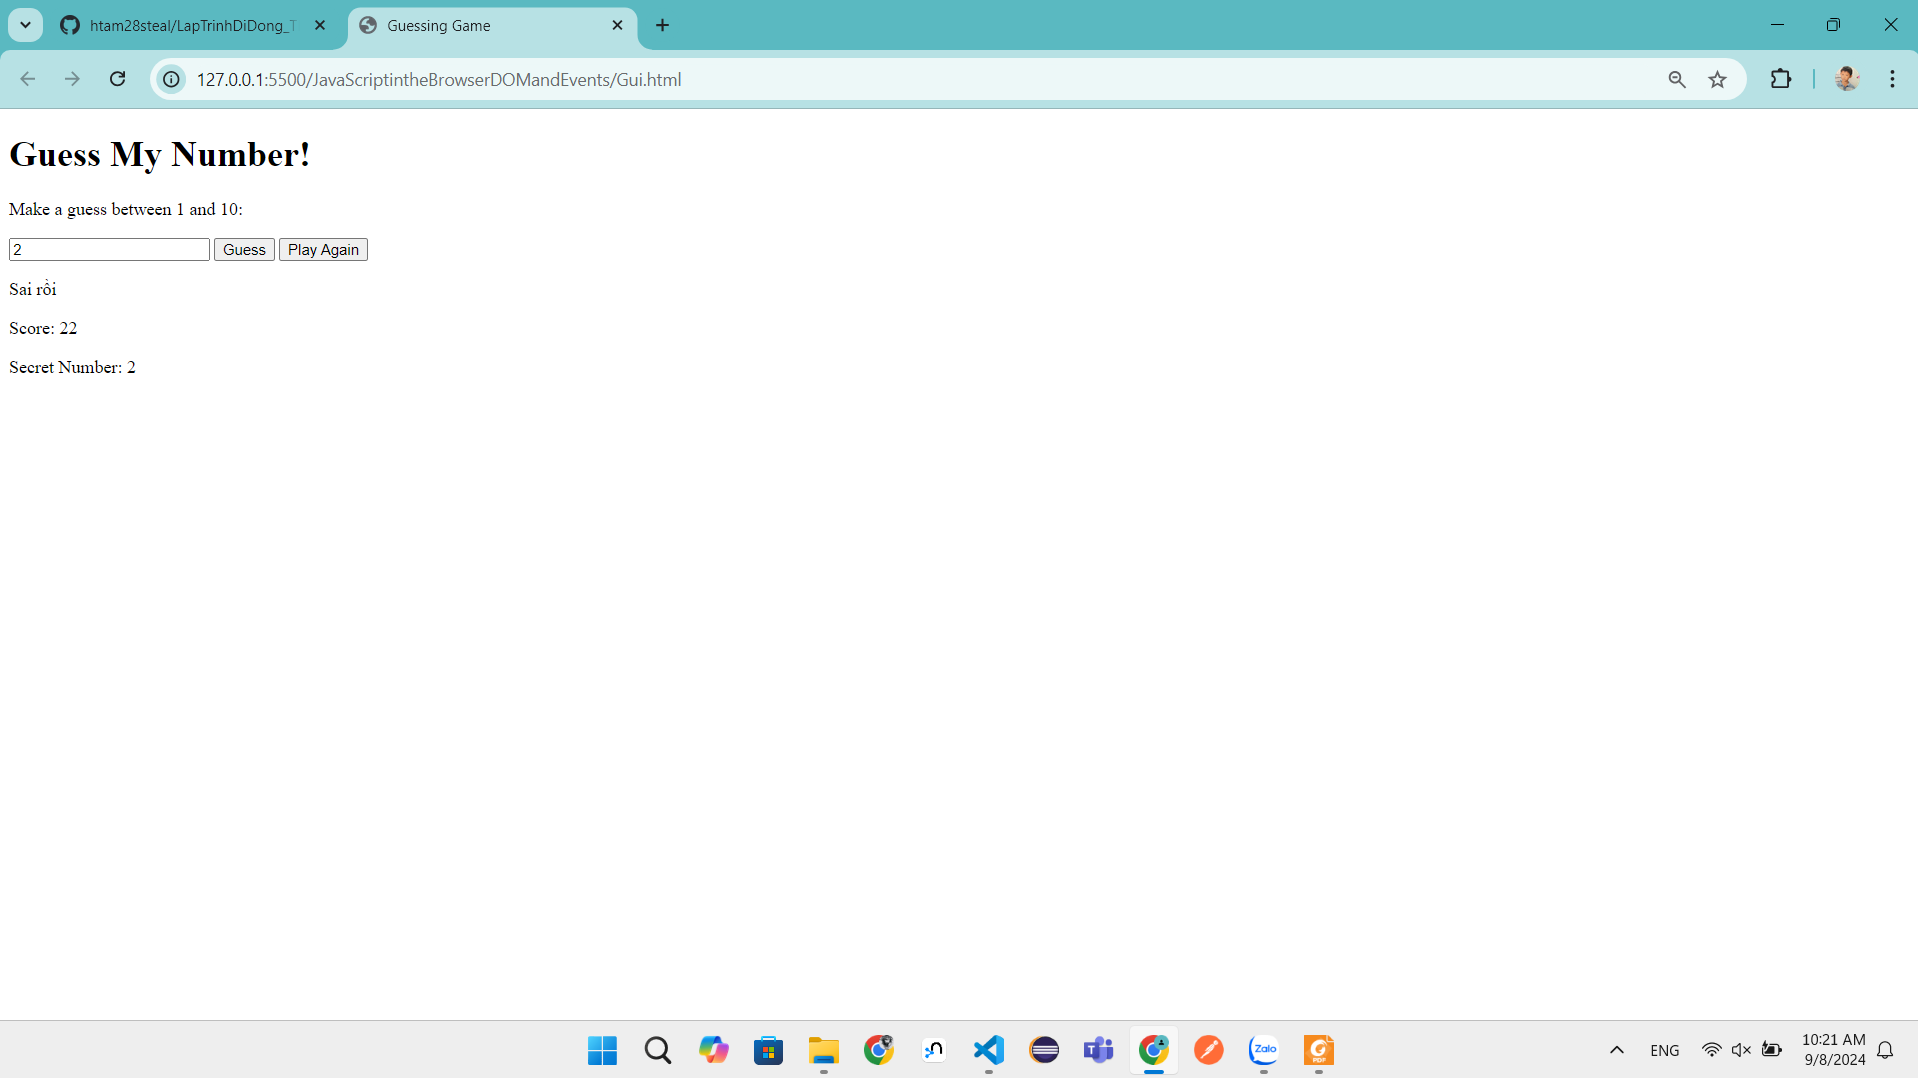 htam28steal/LapTrinhDiDong_T
Guessing Game
127.0.0.1:5500/JavaScriptintheBrowserDOMandEvents/Gui.html
Guess My Number!
Make a guess between 1 and 10:
2 Guess Play Again
Sai rồi
Score: 22
Secret Number: 2
Zalo
PDF
ENG
10:21 AM
9/8/2024